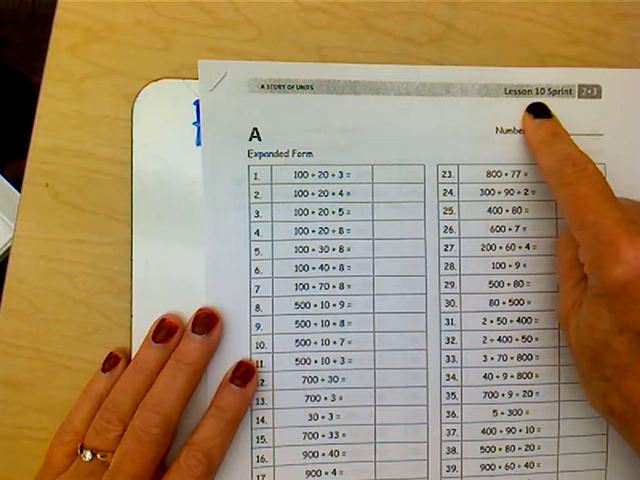 A STORY OF UNITS
Lesson 10 Sprint 2•3
A
Number
Expanded Form
1. 100 + 20 + 3 =
2. 100 + 20 + 4 =
3. 100 + 20 + 5 =
4. 100 + 20 + 8 =
5. 100 + 30 + 8 =
6. 100 + 40 + 8 =
7. 100 + 70 + 8 =
8. 500 + 10 + 9 =
9. 500 + 10 + 8 =
10. 500 + 10 + 7 =
11. 500 + 10 + 3 =
12. 700 + 30 =
13. 700 + 3 =
14. 30 + 3 =
15. 700 + 33 =
16. 900 + 40 =
17. 900 + 4 =
23. 800 + 77 =
24. 300 + 90 + 2 =
25. 400 + 80 =
26. 600 + 7 =
27. 200 + 60 + 4 =
28. 100 + 9 =
29. 500 + 80 =
30. 80 + 500 =
31. 2 + 50 + 400 =
32. 2 + 400 + 50 =
33. 3 + 70 + 800 =
34. 40 + 9 + 800 =
35. 700 + 9 + 20 =
36. 5 + 300 =
37. 400 + 90 + 10 =
38. 500 + 80 + 20 =
39. 900 + 60 + 40 =